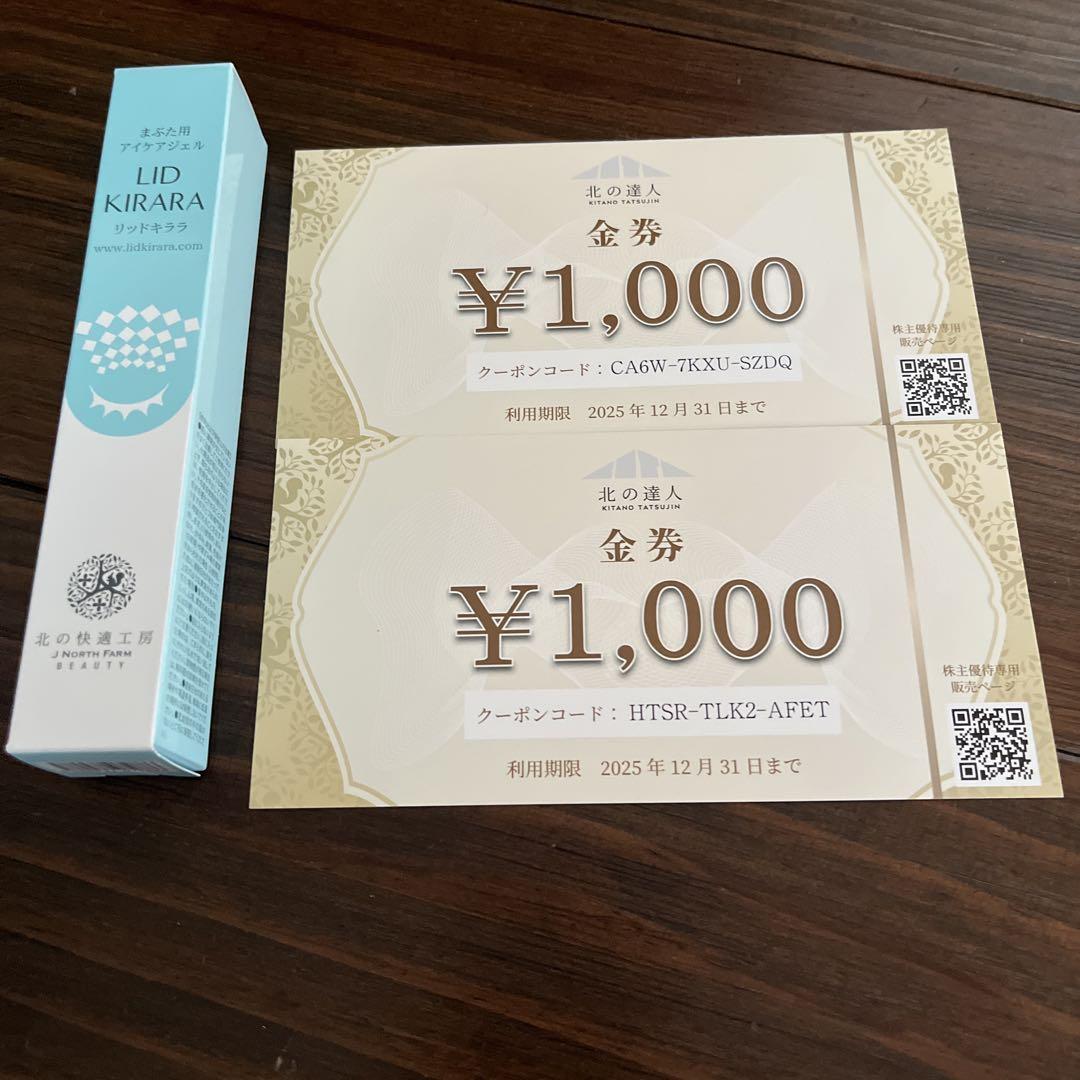 まぶた用
アイケアジェル
LID
KIRARA
リッドキララ
www.lidkirara.com
北の快適工房
J NORTH FARM
BEAUTY
北の達人
KITANO TATSUJIN
金券
¥1,000
クーポンコード：CA6W-7KXU-SZDQ
利用期限 2025年12月31日まで
株主優待専用
販売ページ
北の達人
KITANO TATSUJIN
金券
¥1,000
クーポンコード：HTSR-TLK2-AFET
利用期限 2025年12月31日まで
株主優待専用
販売ページ